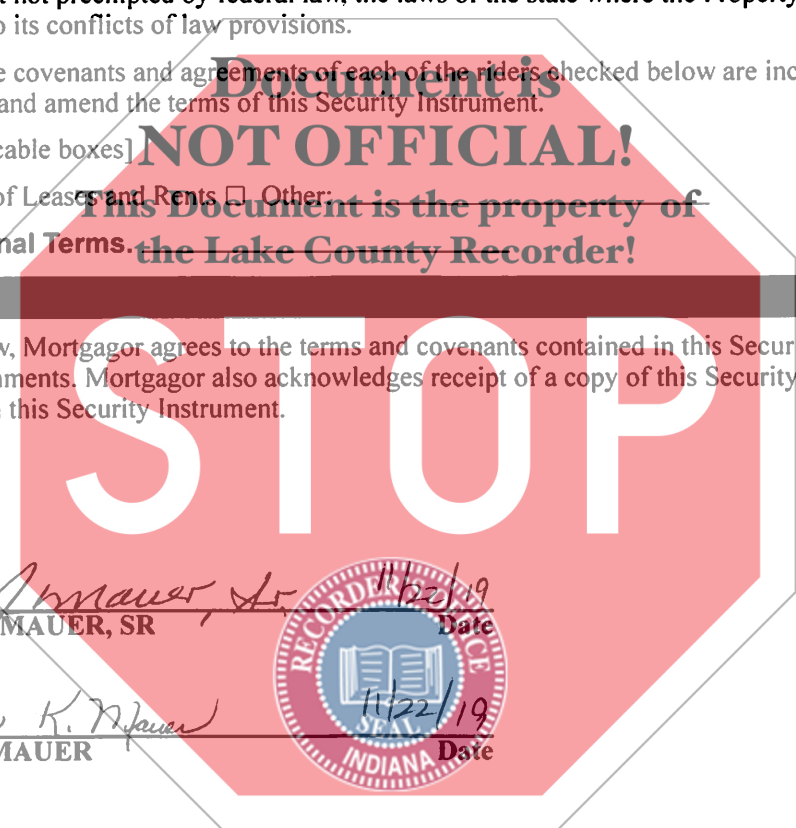 not preempted by federal law, the laws of the state where the Property
o its conflicts of law provisions.
e covenants and agreements of each of the riders checked below are inc
and amend the terms of this Security Instrument.
cable boxes]
of Leases and Rents ☐ Other:
nal Terms.
Document is
NOT OFFICIAL!
This Document is the property of
the Lake County Recorder!
STOP
w, Mortgagor agrees to the terms and covenants contained in this Secur
nments. Mortgagor also acknowledges receipt of a copy of this Security
this Security Instrument.
Mauer, Sr. 11/22/19
MAUER, SR Date
K. Mauer 11/22/19
MAUER Date
RECORDER'S OFFICE
SEAL
INDIANA